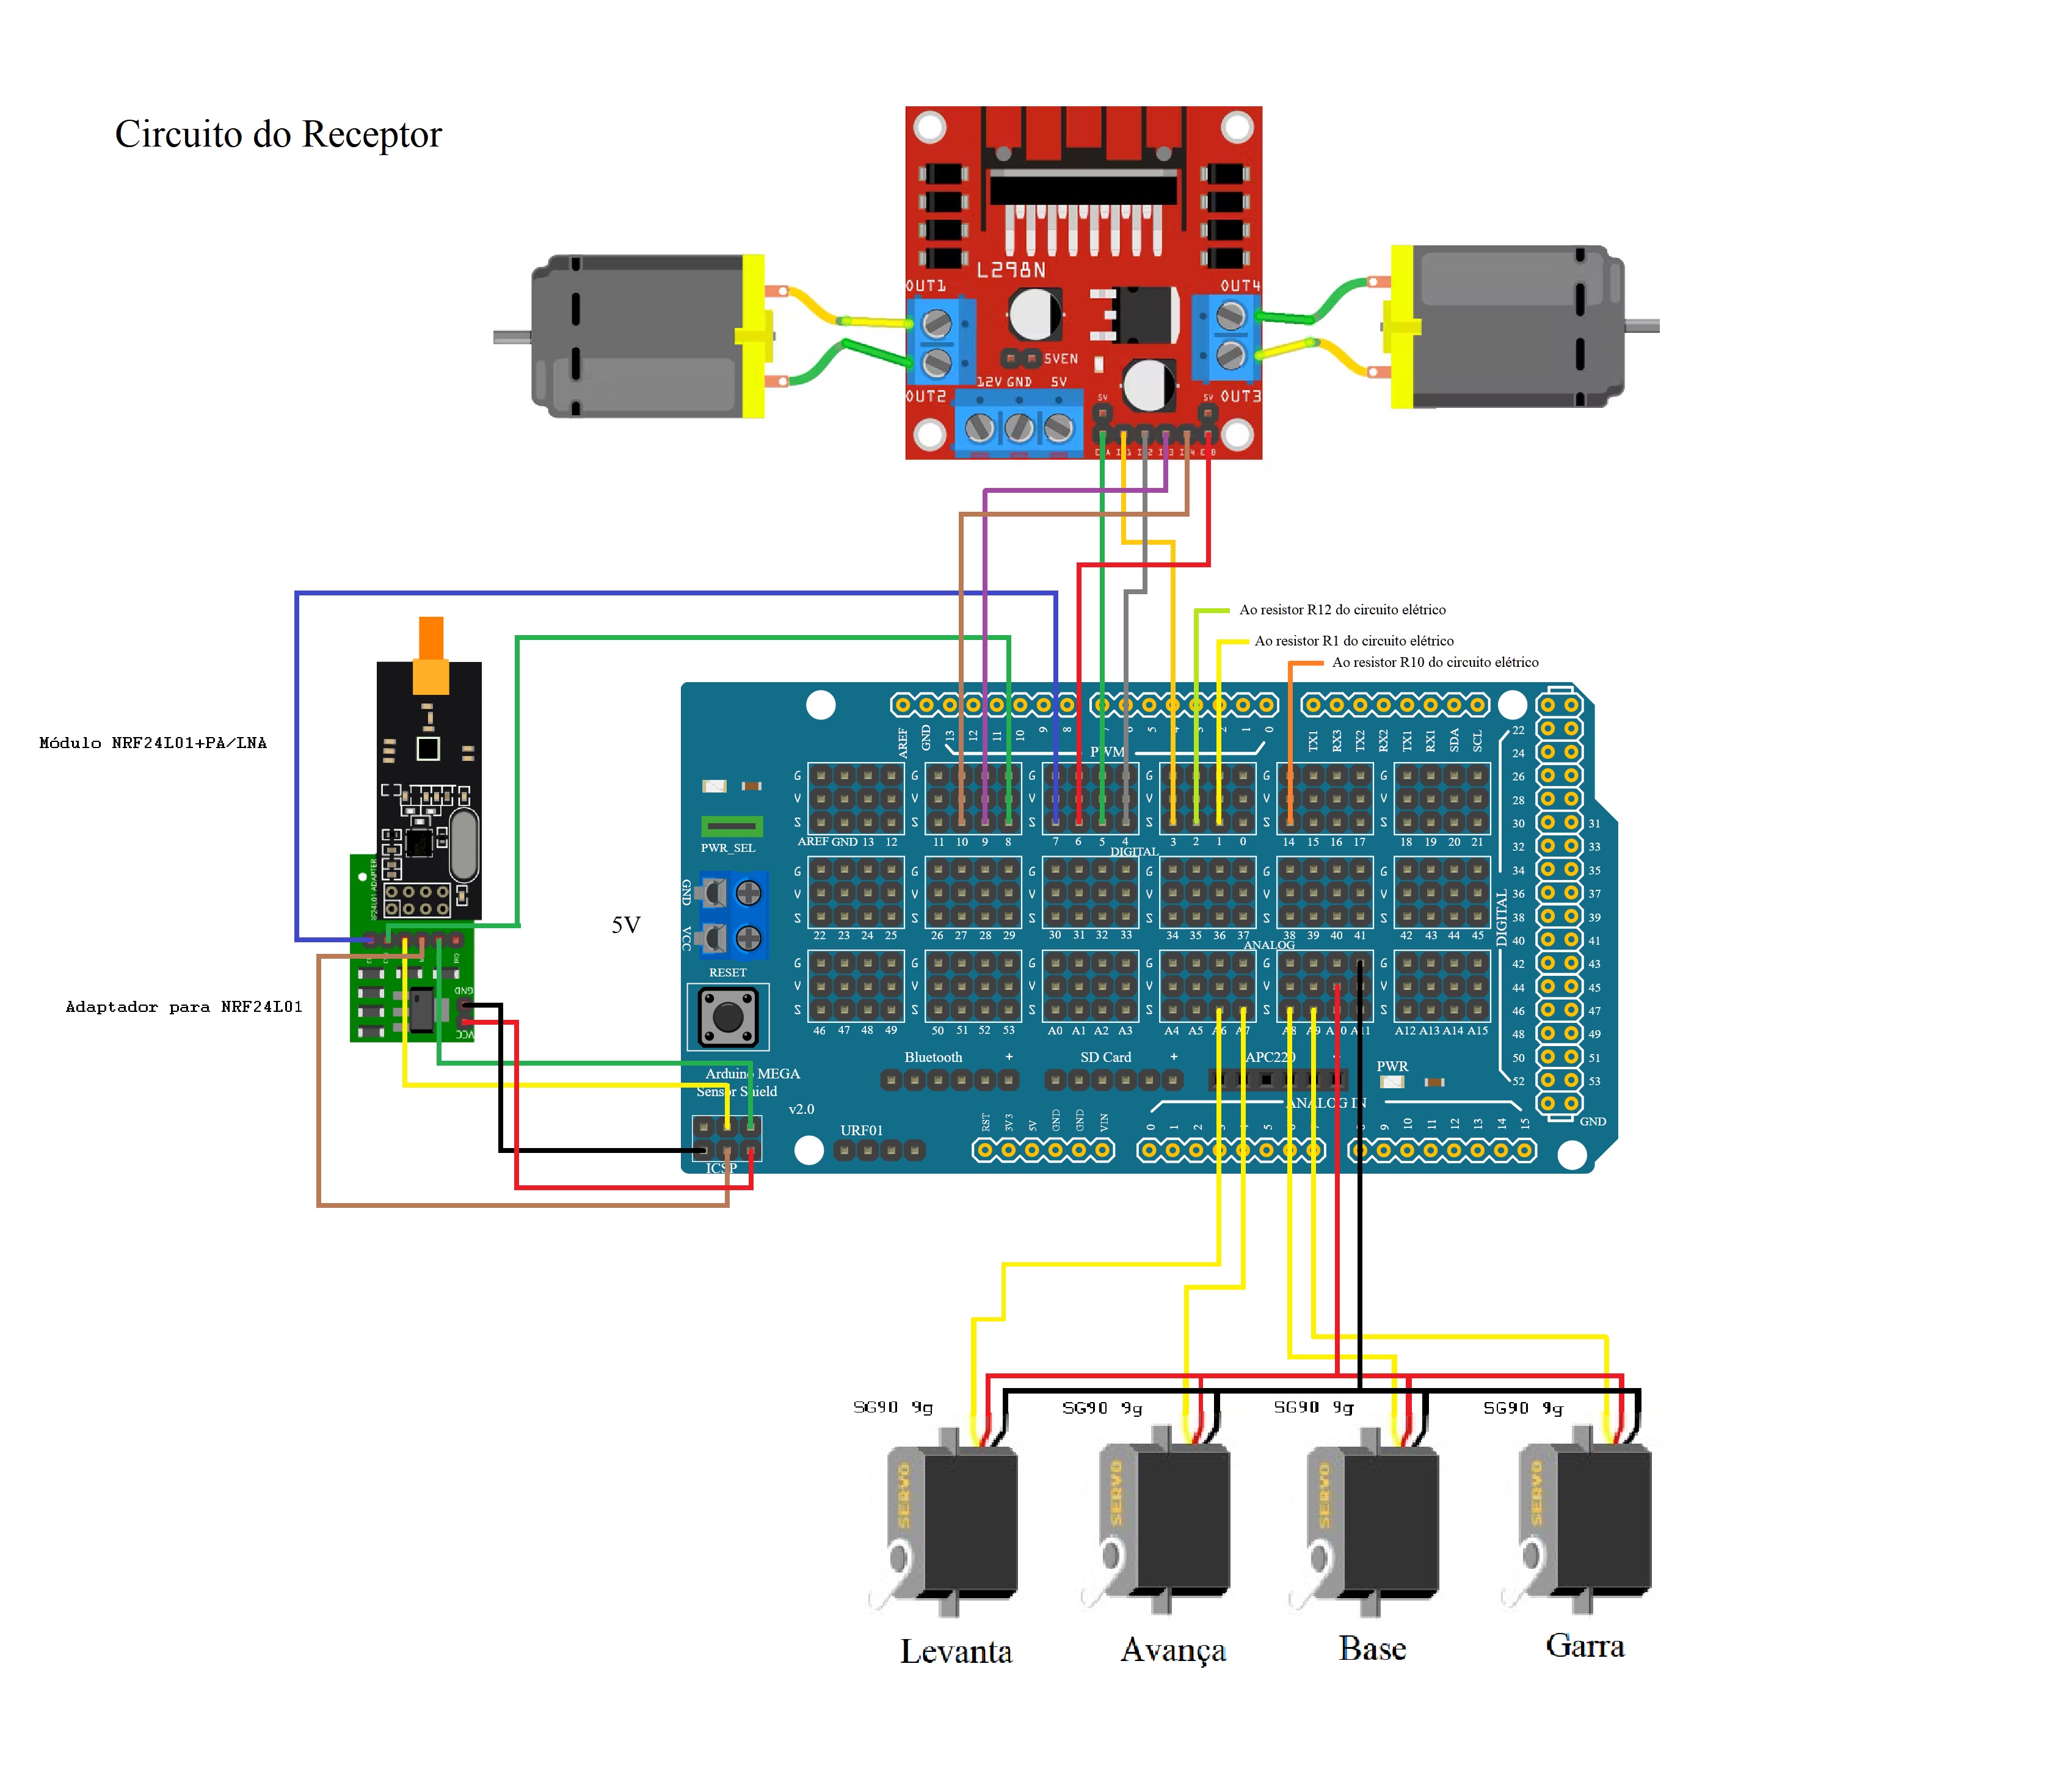 Circuito do Receptor
L298N
OUT1
OUT4
5VEN
12V GND 5V
OUT2
5V
5V
OUT3
Ao resistor R12 do circuito elétrico
Ao resistor R1 do circuito elétrico
Ao resistor R10 do circuito elétrico
Módulo NRF24L01+PA/LNA
Adaptador para NRF24L01
GND
VCC
5V
AREF GND 13 12 11 10 9 8 7 6 5 4 3 2 1 0
TX1 RX3 TX2 RX2 TX1 RX1 SDA SCL
PWM
G G G G G G
V V V V V V
S S S S S S
PWR_SEL
AREF GND 13 12 11 10 9 8 7 6 5 4 3 2 1 0 14 15 16 17 18 19 20 21
DIGITAL
G G G G G G
V V V V V V
S S S S S S
GND
VCC
22 23 24 25 26 27 28 29 30 31 32 33 34 35 36 37 38 39 40 41 42 43 44 45
ANALOG
RESET
G G G G G G
V V V V V V
S S S S S S
46 47 48 49 50 51 52 53 A0 A1 A2 A3 A4 A5 A6 A7 A8 A9 A10 A11 A12 A13 A14 A15
Bluetooth +
SD Card +
APC220
PWR
Arduino MEGA
Sensor Shield
v2.0
ICSP
URF01
RST 3V3 5V GND GND VIN
ANALOG IN
0 1 2 3 4 5 6 7 8 9 10 11 12 13 14 15
DIGITAL
22
24
26
28
30 31
32 33
34 35
36 37
38 39
40 41
42 43
44 45
46 47
48 49
50 51
52 53
GND
SG90 9g
SG90 9g
SG90 9g
SG90 9g
SERVO
SERVO
SERVO
SERVO
Levanta
Avança
Base
Garra